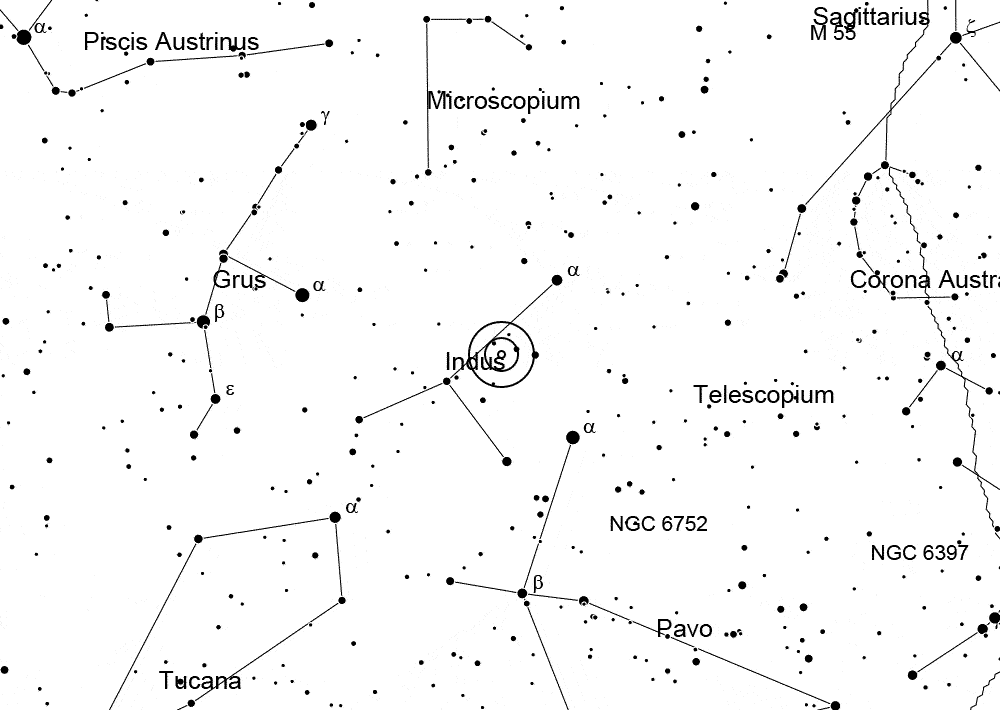 α
Piscis Austrinus
Sagittarius
M 55
ζ
Microscopium
γ
α
Grus
α
Corona Austra
β
Indus
α
ε
Telescopium
α
α
NGC 6752
NGC 6397
β
Pavo
Tucana